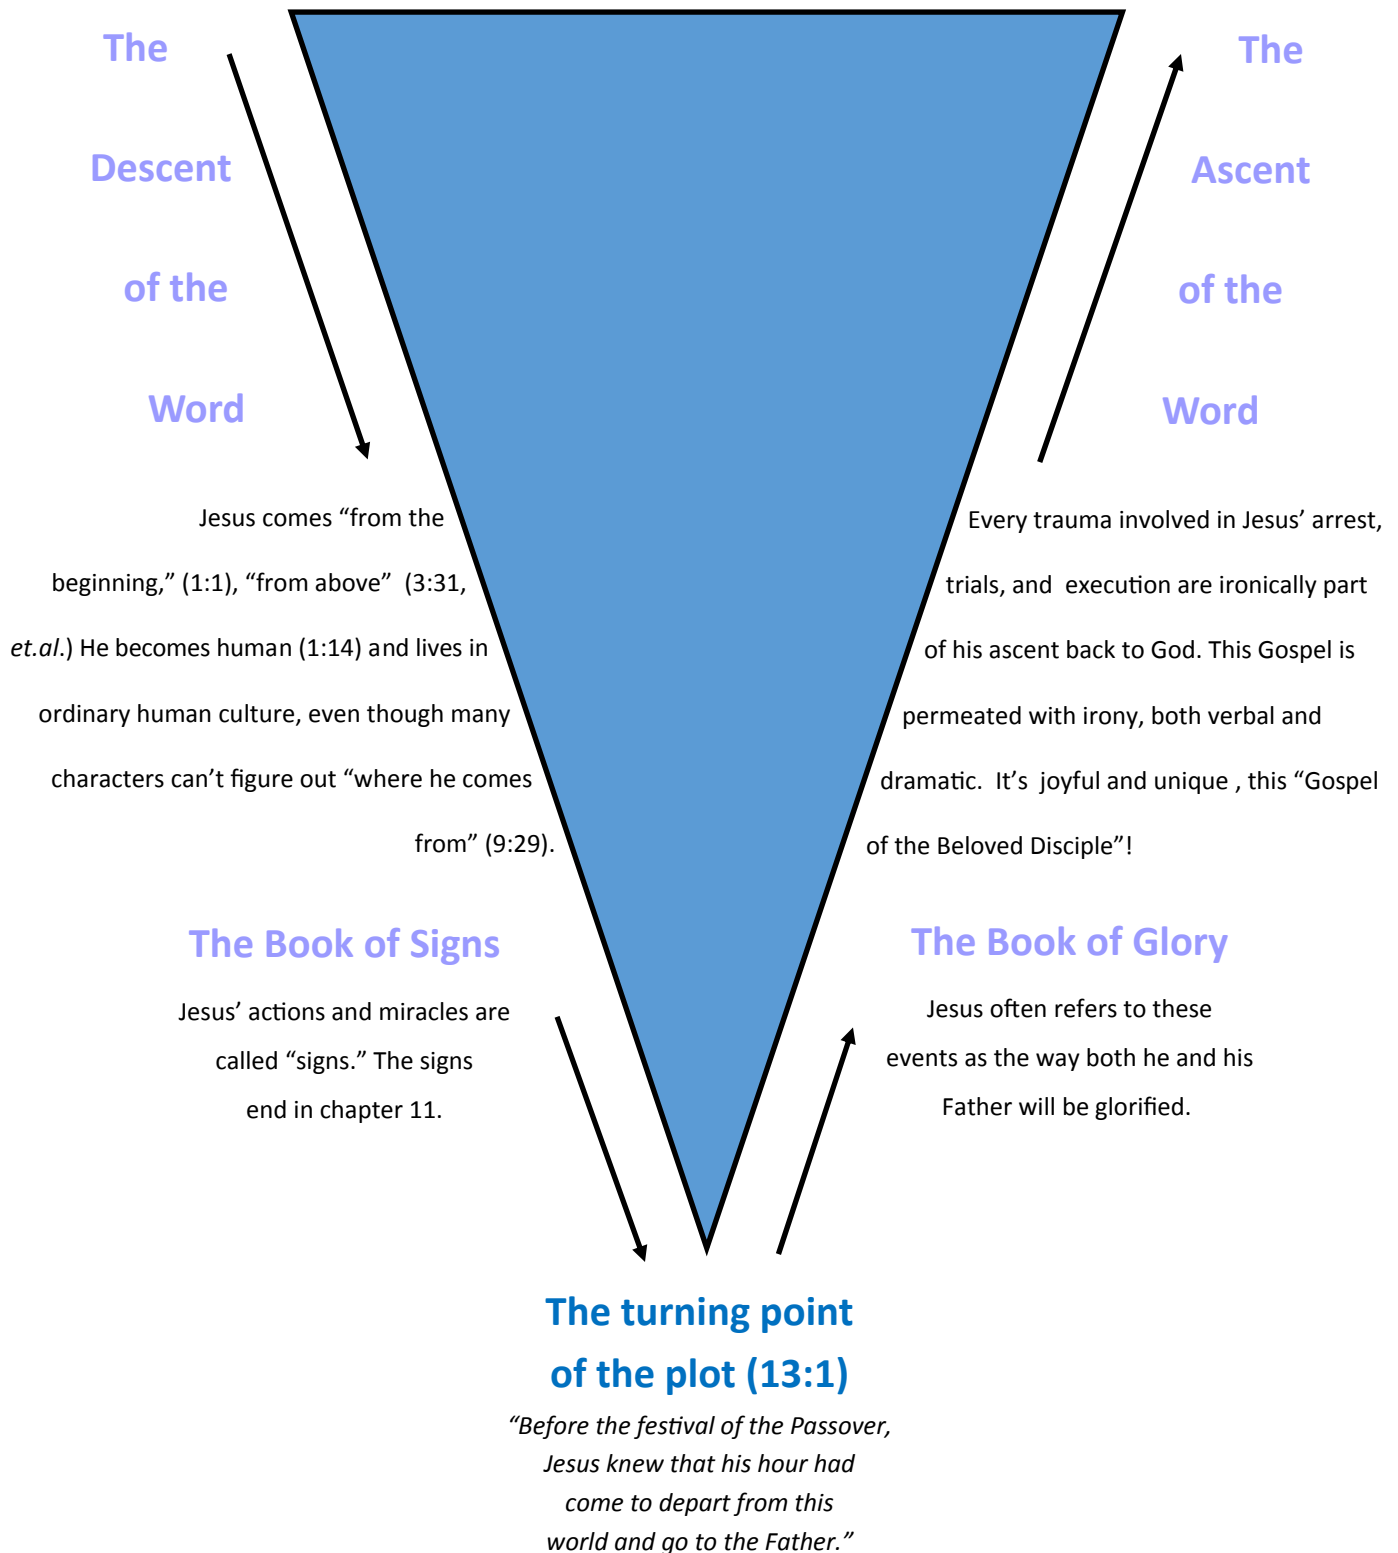 The
Descent
of the
Word
Jesus comes “from the
beginning,” (1:1), “from above”  (3:31,
et.al.) He becomes human (1:14) and lives in
ordinary human culture, even though many
characters can’t figure out “where he comes
from” (9:29).
The Book of Signs
Jesus’ actions and miracles are
called “signs.” The signs
end in chapter 11.
The
Ascent
of the
Word
Every trauma involved in Jesus’ arrest,
trials, and  execution are ironically part
of his ascent back to God. This Gospel is
permeated with irony, both verbal and
dramatic.  It’s  joyful and unique , this “Gospel
of the Beloved Disciple”!
The Book of Glory
Jesus often refers to these
events as the way both he and his
Father will be glorified.
The turning point
of the plot (13:1)
“Before the festival of the Passover,
Jesus knew that his hour had
come to depart from this
world and go to the Father.”